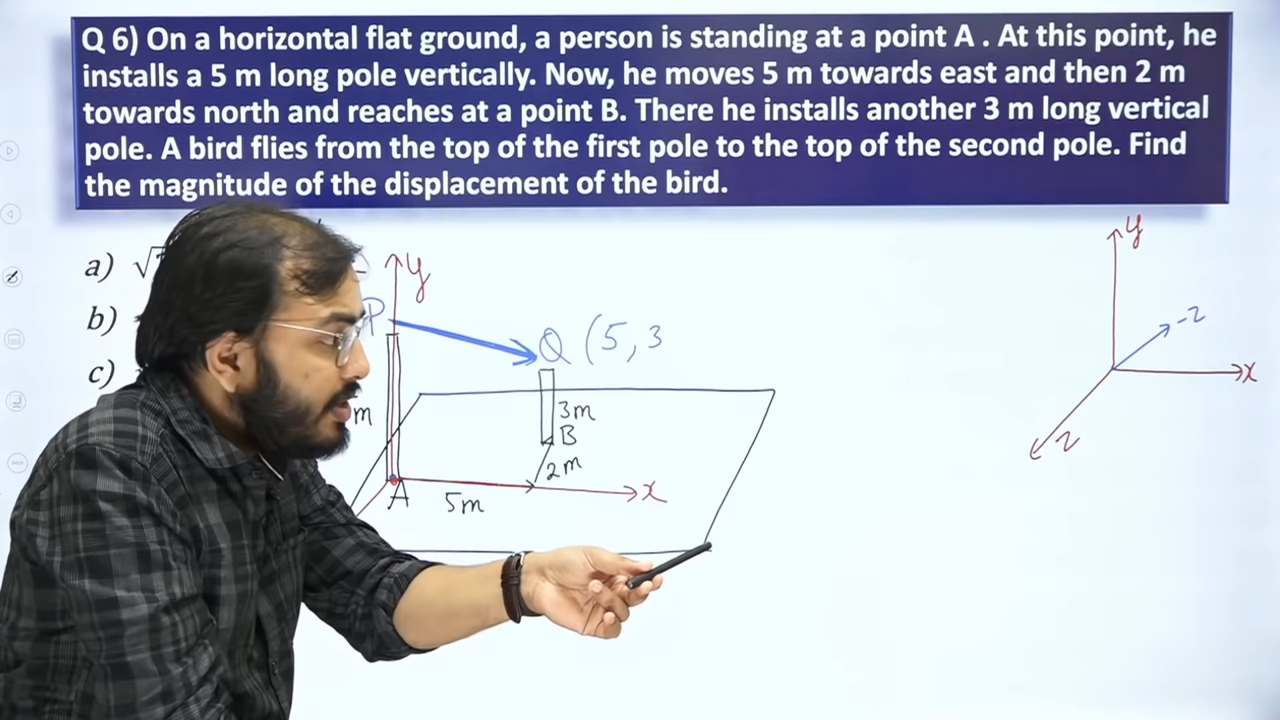 Q 6) On a horizontal flat ground, a person is standing at a point A . At this point, he
installs a 5 m long pole vertically. Now, he moves 5 m towards east and then 2 m
towards north and reaches at a point B. There he installs another 3 m long vertical
pole. A bird flies from the top of the first pole to the top of the second pole. Find
the magnitude of the displacement of the bird.
a) √
b)
c)
y
P
Q (5, 3
m
3m
B
2m
A
5m
x
y
-z
x
z